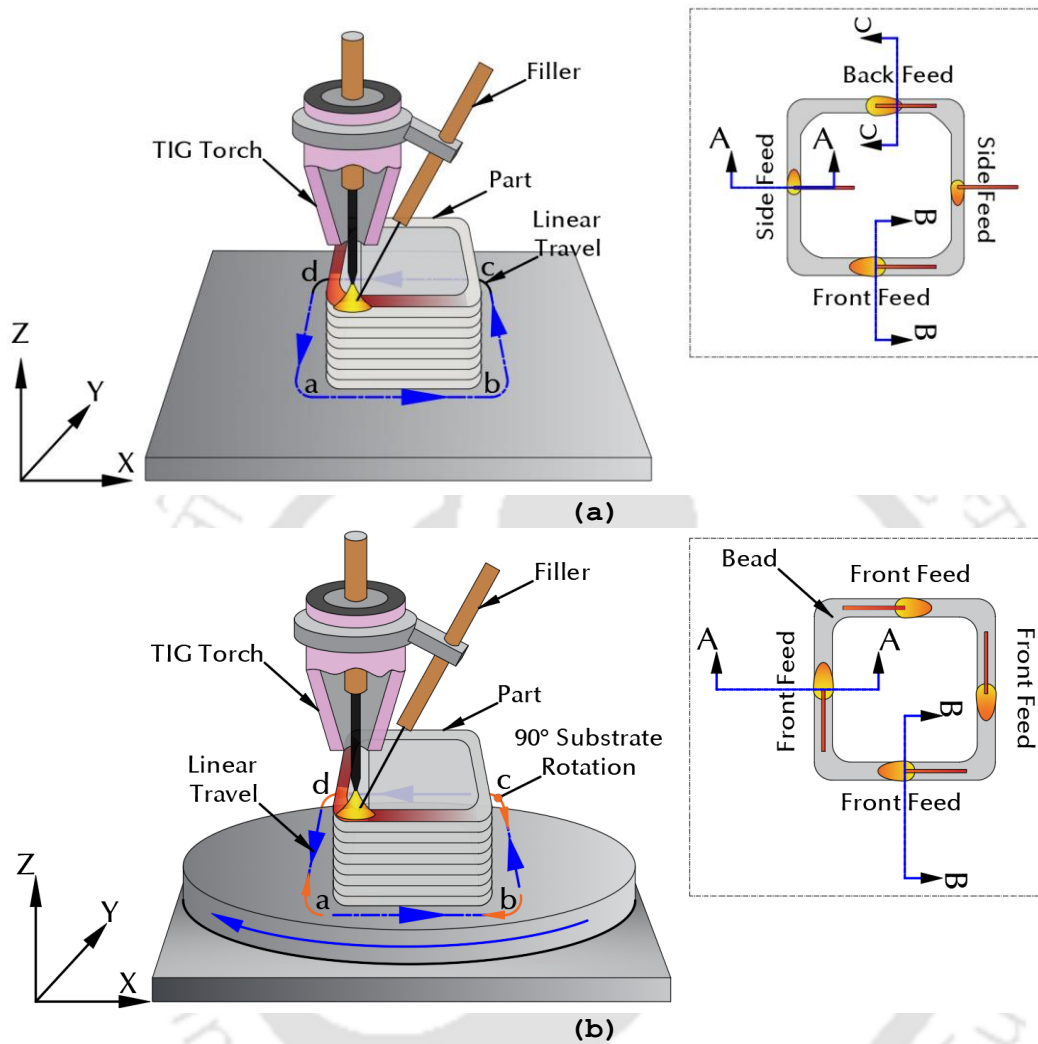 Filler
TIG Torch
Part
Linear
Travel
d
c
a
b
Z
Y
X
C
Back Feed
C
A
A
Side Feed
Side Feed
B
Front Feed
B
(a)
Filler
TIG Torch
Part
90° Substrate
Rotation
Linear
Travel
d
c
a
b
Z
Y
X
Bead
Front Feed
A
A
Front Feed
Front Feed
B
Front Feed
B
(b)